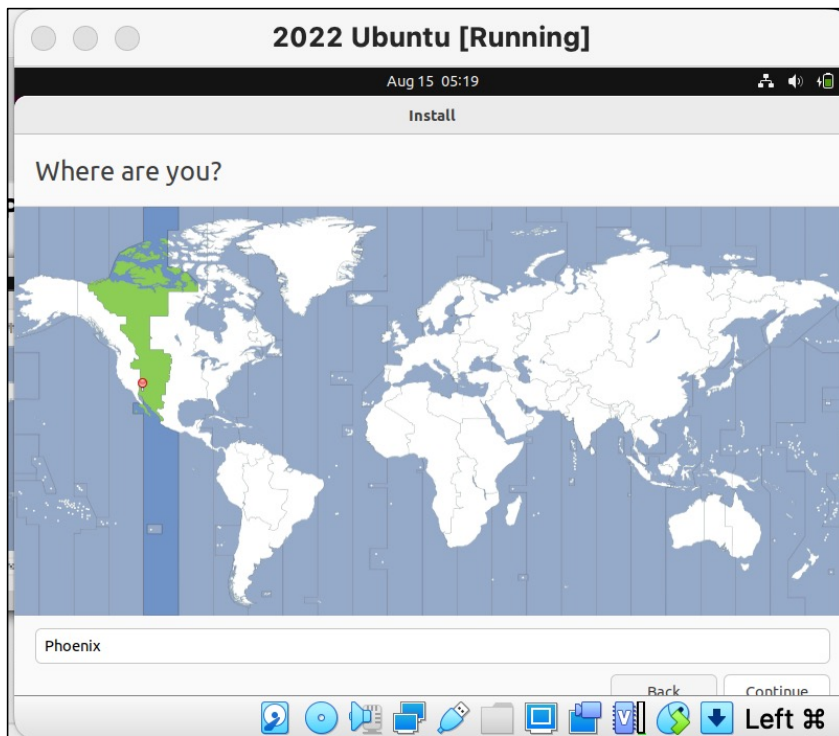 2022 Ubuntu [Running]
Aug 15 05:19
Install
Where are you?
Phoenix
Back Continue
Left ⌘